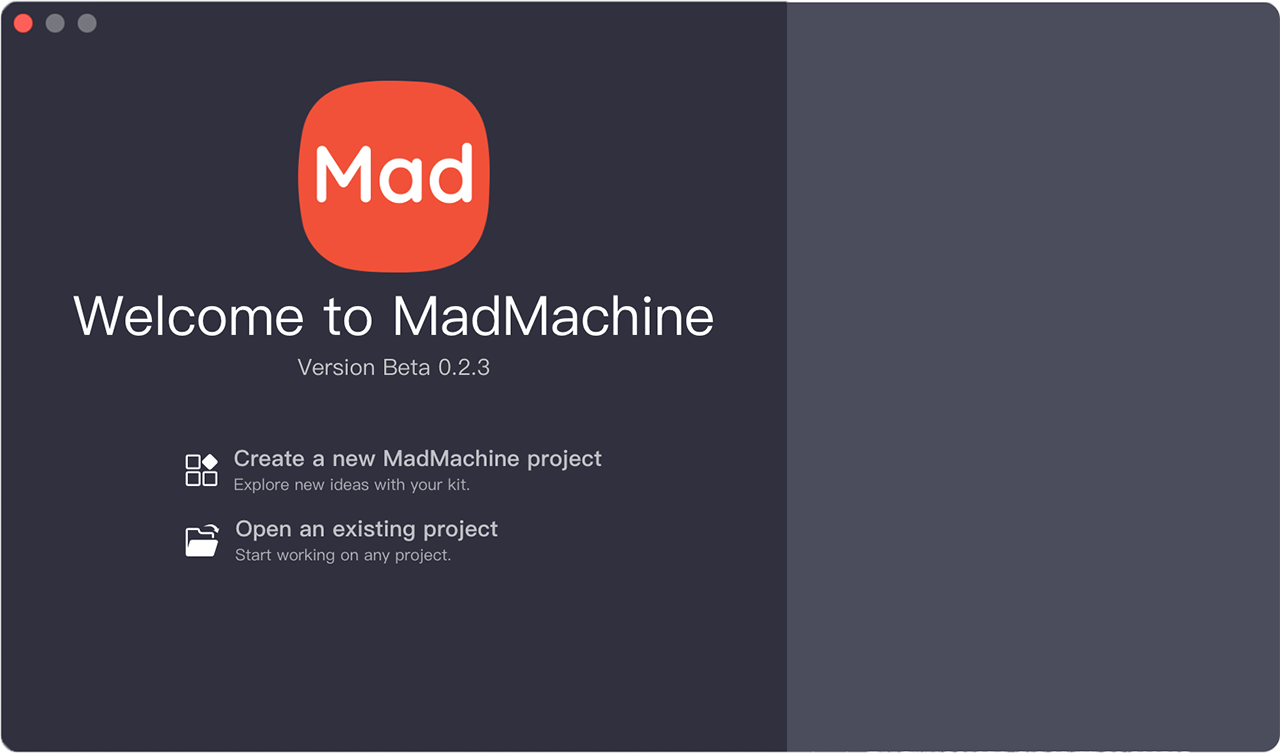 Mad
Welcome to MadMachine
Version Beta 0.2.3
Create a new MadMachine project
Explore new ideas with your kit.
Open an existing project
Start working on any project.